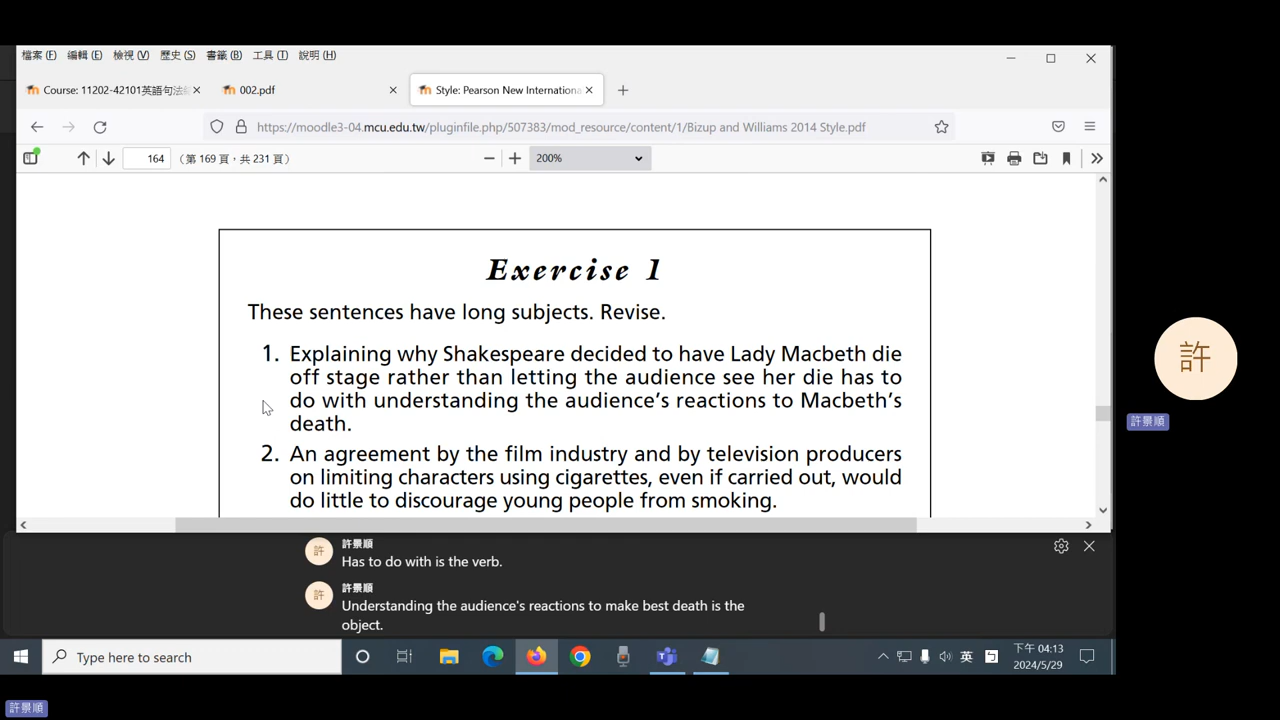 檔案(F) 編輯(E) 檢視(V) 歷史(S) 書籤(B) 工具(T) 說明(H)
Course: 11202-42101英語句法
002.pdf
Style: Pearson New Internationa
https://moodle3-04.mcu.edu.tw/pluginfile.php/507383/mod_resource/content/1/Bizup and Williams 2014 Style.pdf
164 (第 169 頁，共 231 頁) 200%
Exercise 1
These sentences have long subjects. Revise.
1. Explaining why Shakespeare decided to have Lady Macbeth die
off stage rather than letting the audience see her die has to
do with understanding the audience's reactions to Macbeth's
death.
2. An agreement by the film industry and by television producers
on limiting characters using cigarettes, even if carried out, would
do little to discourage young people from smoking.
許
許景順
許 許景順
Has to do with is the verb.
許 許景順
Understanding the audience's reactions to make best death is the
object.
Type here to search
英
下午 04:13
2024/5/29
許景順